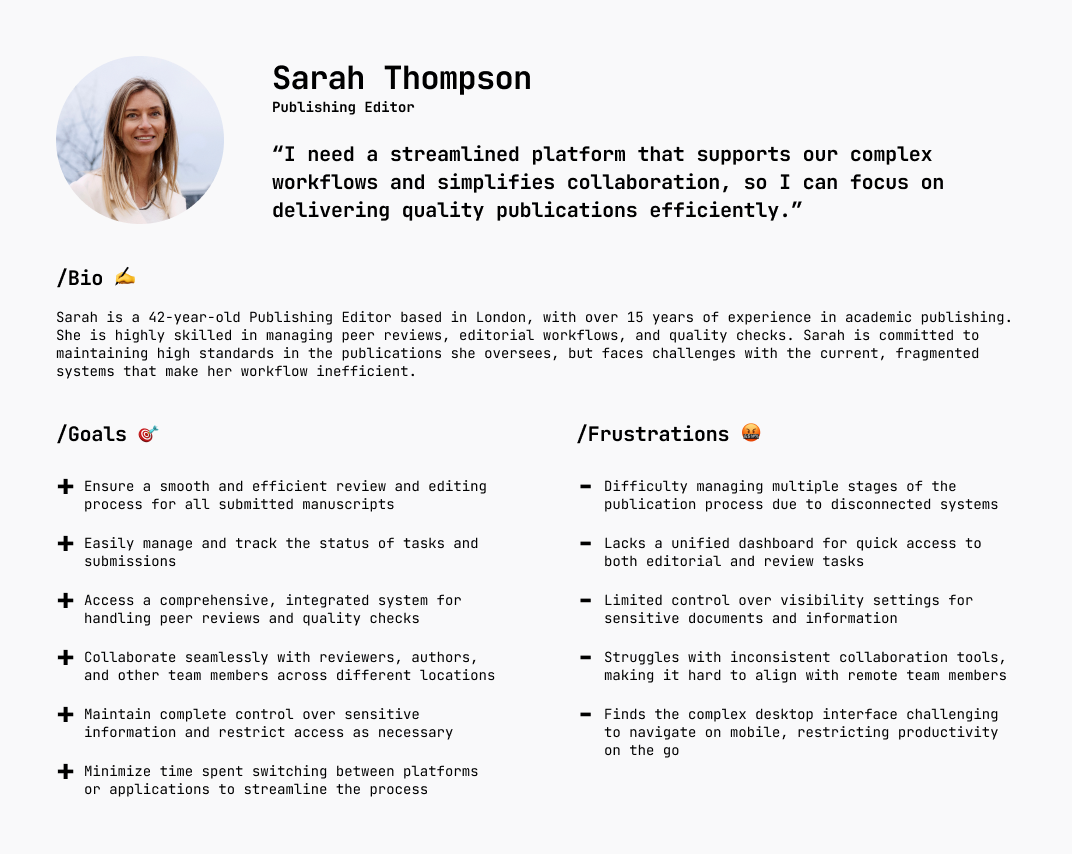 Sarah Thompson
Publishing Editor
“I need a streamlined platform that supports our complex
workflows and simplifies collaboration, so I can focus on
delivering quality publications efficiently.”
/Bio ✍️
Sarah is a 42-year-old Publishing Editor based in London, with over 15 years of experience in academic publishing.
She is highly skilled in managing peer reviews, editorial workflows, and quality checks. Sarah is committed to
maintaining high standards in the publications she oversees, but faces challenges with the current, fragmented
systems that make her workflow inefficient.
/Goals 🎯
+ Ensure a smooth and efficient review and editing
process for all submitted manuscripts
+ Easily manage and track the status of tasks and
submissions
+ Access a comprehensive, integrated system for
handling peer reviews and quality checks
+ Collaborate seamlessly with reviewers, authors,
and other team members across different locations
+ Maintain complete control over sensitive
information and restrict access as necessary
+ Minimize time spent switching between platforms
or applications to streamline the process
/Frustrations 🤬
- Difficulty managing multiple stages of the
publication process due to disconnected systems
- Lacks a unified dashboard for quick access to
both editorial and review tasks
- Limited control over visibility settings for
sensitive documents and information
- Struggles with inconsistent collaboration tools,
making it hard to align with remote team members
- Finds the complex desktop interface challenging
to navigate on mobile, restricting productivity
on the go